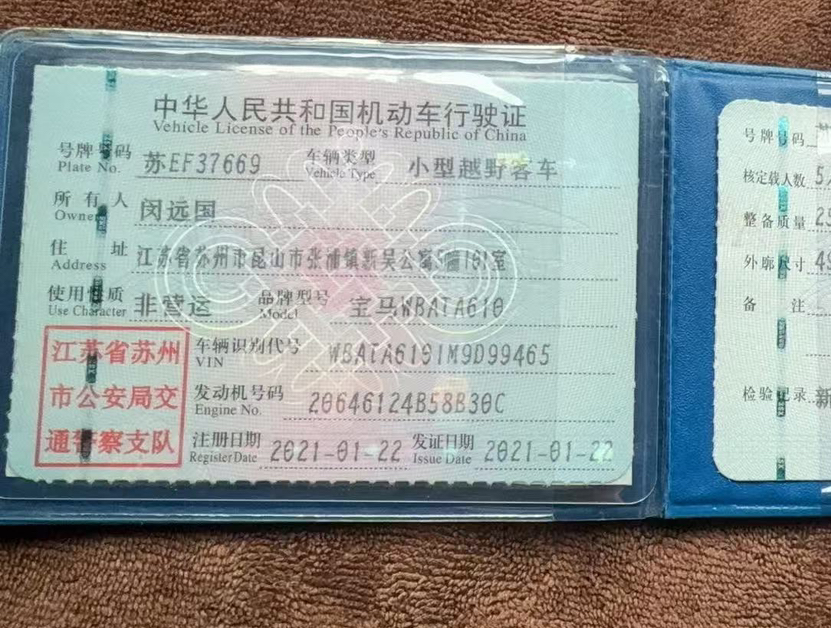 中华人民共和国机动车行驶证
Vehicle License of the People's Republic of China
号牌号码 苏EF37669 车辆类型 小型越野客车
Plate No. Vehicle Type
所有人 闵远国
Owner
住址 江苏省苏州市昆山市张浦镇新吴公寓5幢101室
Address
使用性质 非营运 品牌型号 宝马WBATA610
Use Character Model
江苏省苏州
市公安局交
通警察支队
车辆识别代号
VIN WBATA6191M9D99465
发动机号码
Engine No. 20646124B58B30C
注册日期 2021-01-22 发证日期 2021-01-22
Register Date Issue Date
号牌号码
核定载人数 5
整备质量 2
外廓尺寸 4
备注
检验记录 新